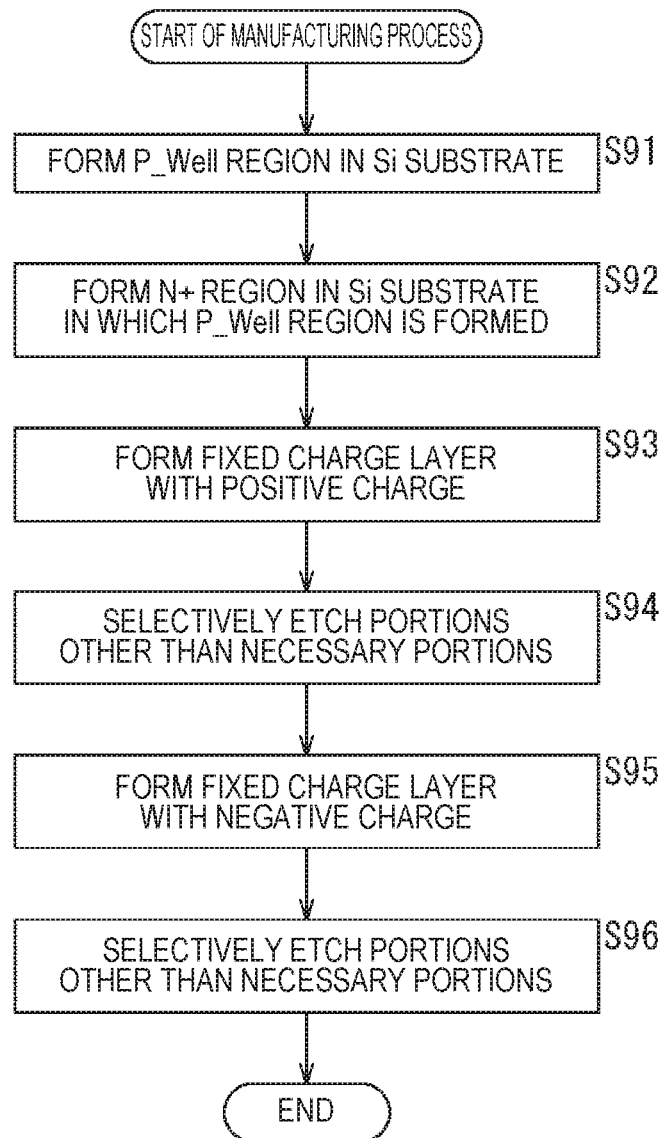 START OF MANUFACTURING PROCESS
FORM P_Well REGION IN Si SUBSTRATE
S91
FORM N+ REGION IN Si SUBSTRATE
IN WHICH P_Well REGION IS FORMED
S92
FORM FIXED CHARGE LAYER
WITH POSITIVE CHARGE
S93
SELECTIVELY ETCH PORTIONS
OTHER THAN NECESSARY PORTIONS
S94
FORM FIXED CHARGE LAYER
WITH NEGATIVE CHARGE
S95
SELECTIVELY ETCH PORTIONS
OTHER THAN NECESSARY PORTIONS
S96
END